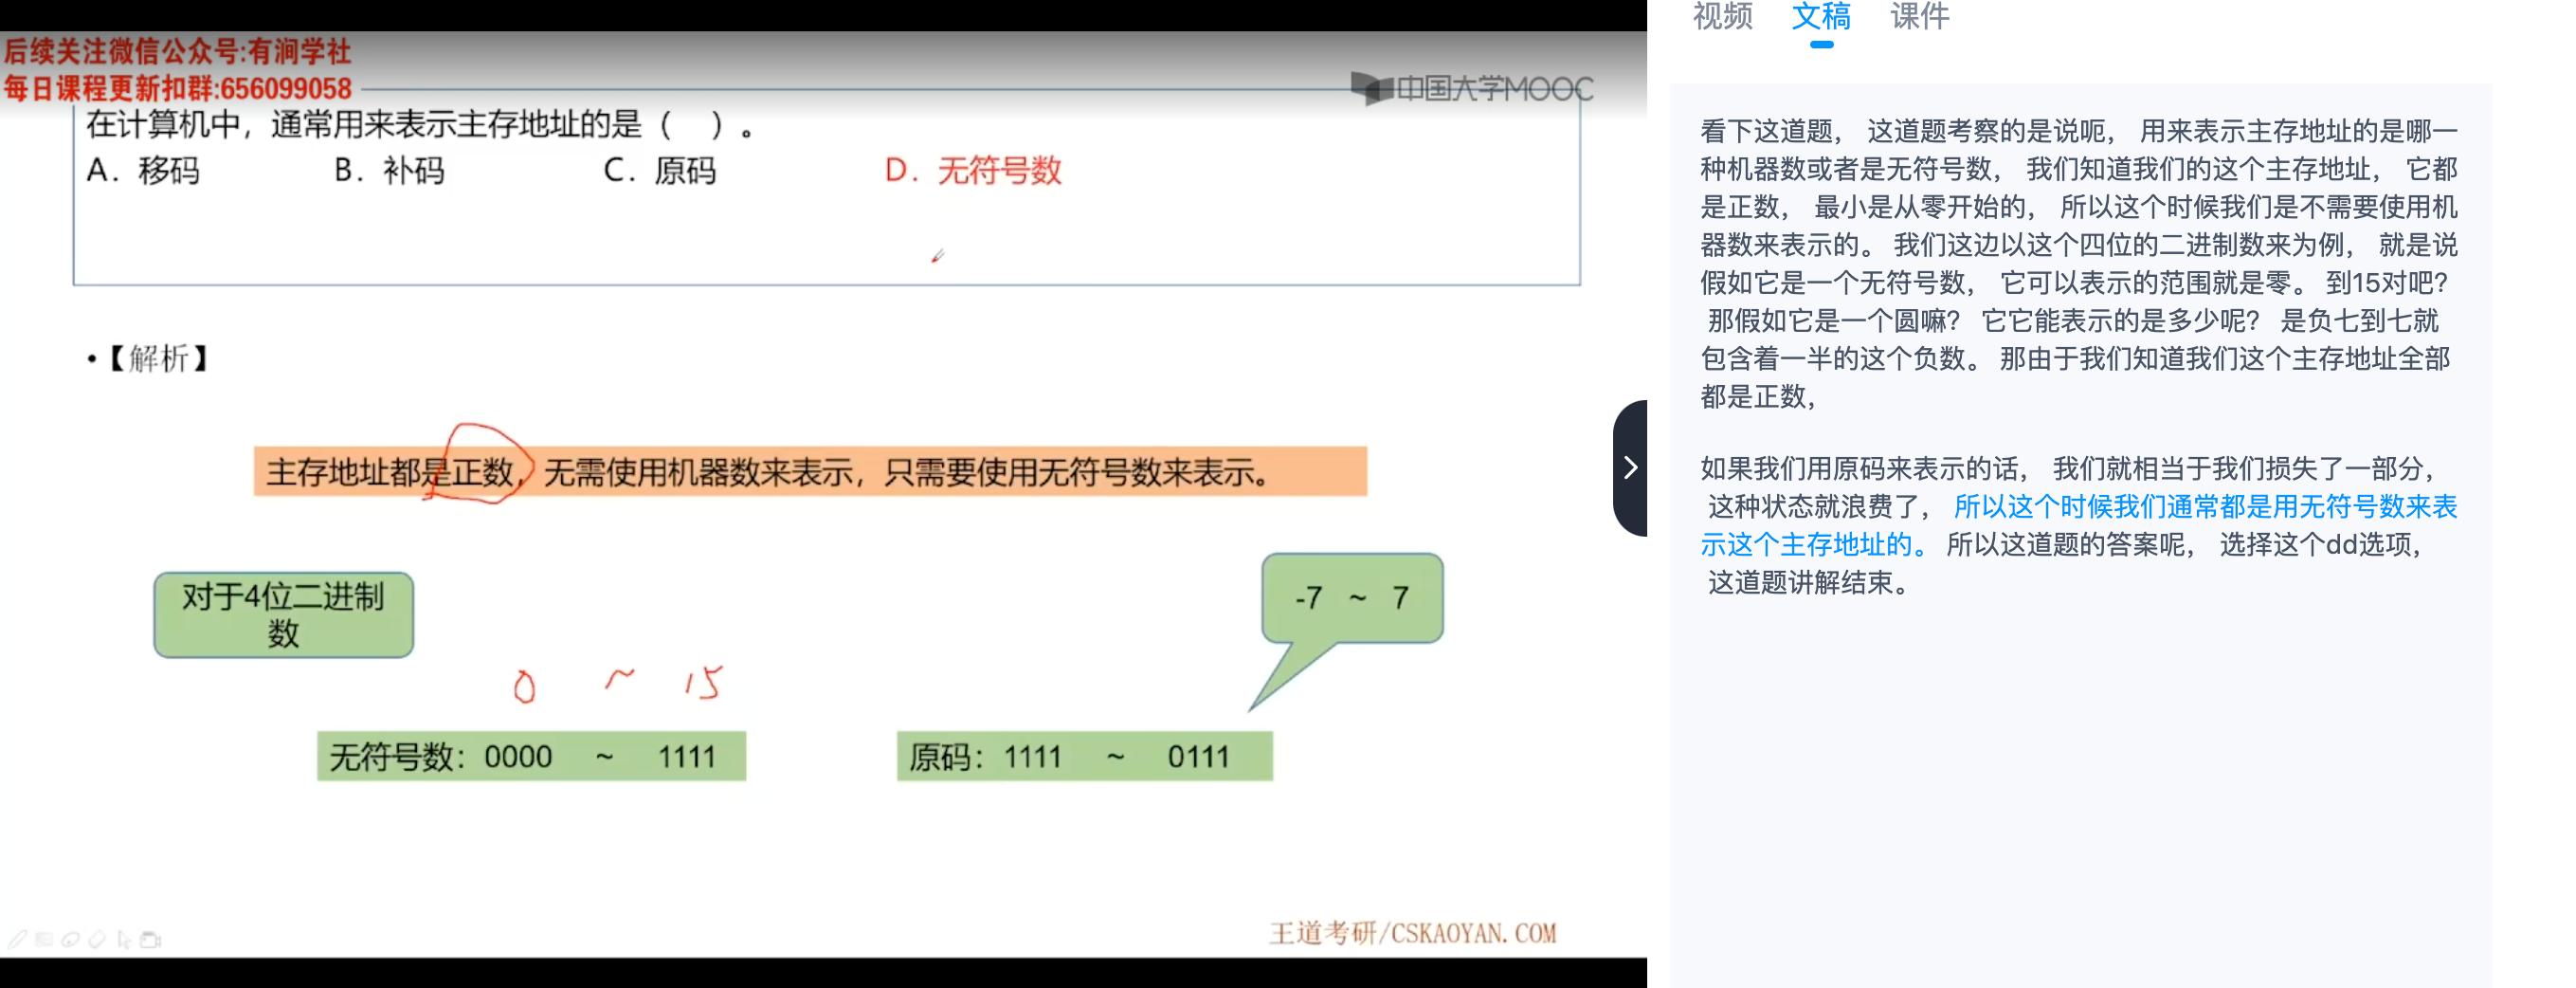 后续关注微信公众号:有涧学社
每日课程更新扣群:656099058
中国大学MOOC
在计算机中，通常用来表示主存地址的是（　）。
A．移码　B．补码　C．原码　D．无符号数
•【解析】
主存地址都是正数，无需使用机器数来表示，只需要使用无符号数来表示。
对于4位二进制
数
-7 ~ 7
0 ~ 15
无符号数：0000 ~ 1111
原码：1111 ~ 0111
王道考研/CSKAOYAN.COM
视频 文稿 课件
看下这道题， 这道题考察的是说呃， 用来表示主存地址的是哪一
种机器数或者是无符号数， 我们知道我们的这个主存地址， 它都
是正数， 最小是从零开始的， 所以这个时候我们是不需要使用机
器数来表示的。 我们这边以这个四位的二进制数来为例， 就是说
假如它是一个无符号数， 它可以表示的范围就是零。 到15对吧?
那假如它是一个圆嘛? 它它能表示的是多少呢? 是负七到七就
包含着一半的这个负数。 那由于我们知道我们这个主存地址全部
都是正数，
如果我们用原码来表示的话， 我们就相当于我们损失了一部分，
这种状态就浪费了， 所以这个时候我们通常都是用无符号数来表
示这个主存地址的。 所以这道题的答案呢， 选择这个dd选项，
这道题讲解结束。